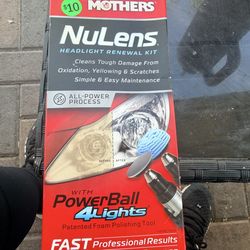 $10
MOTHERS
NuLens
HEADLIGHT RENEWAL KIT
Cleans Tough Damage From
Oxidation, Yellowing & Scratches
Simple & Easy Maintenance
ALL-POWER
PROCESS
BEFORE • AFTER
WITH
PowerBall
4Lights
Patented Foam Polishing Tool
FAST Professional Results